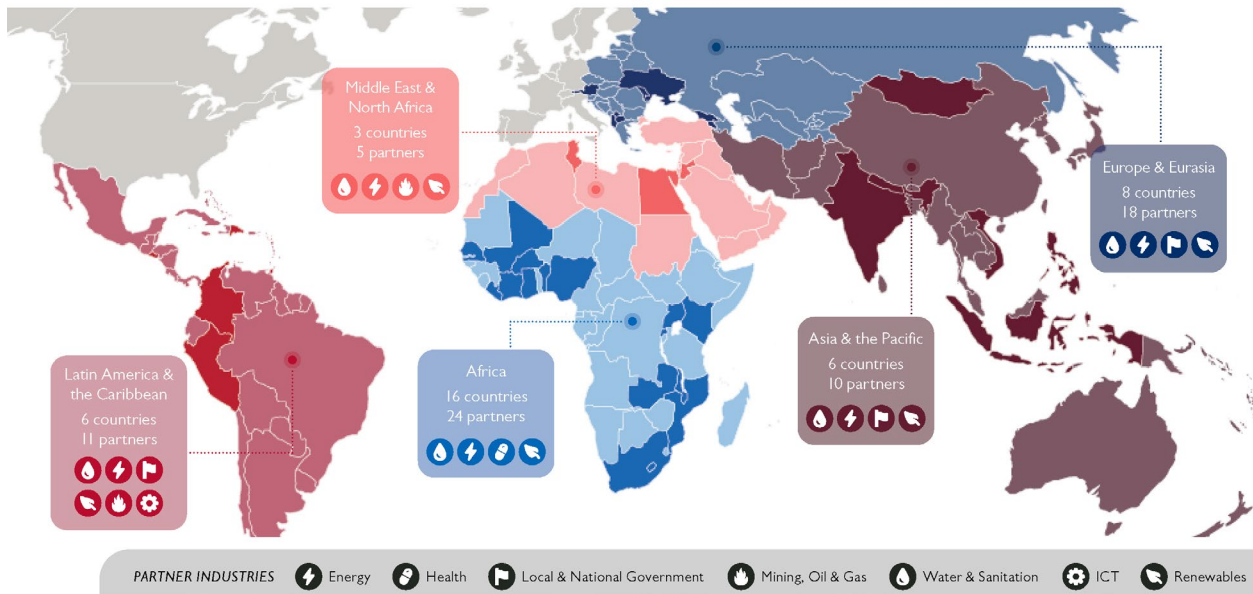 Middle East &
North Africa
3 countries
5 partners
Europe & Eurasia
8 countries
18 partners
Asia & the Pacific
6 countries
10 partners
Africa
16 countries
24 partners
Latin America &
the Caribbean
6 countries
11 partners
PARTNER INDUSTRIES Energy Health Local & National Government Mining, Oil & Gas Water & Sanitation ICT Renewables